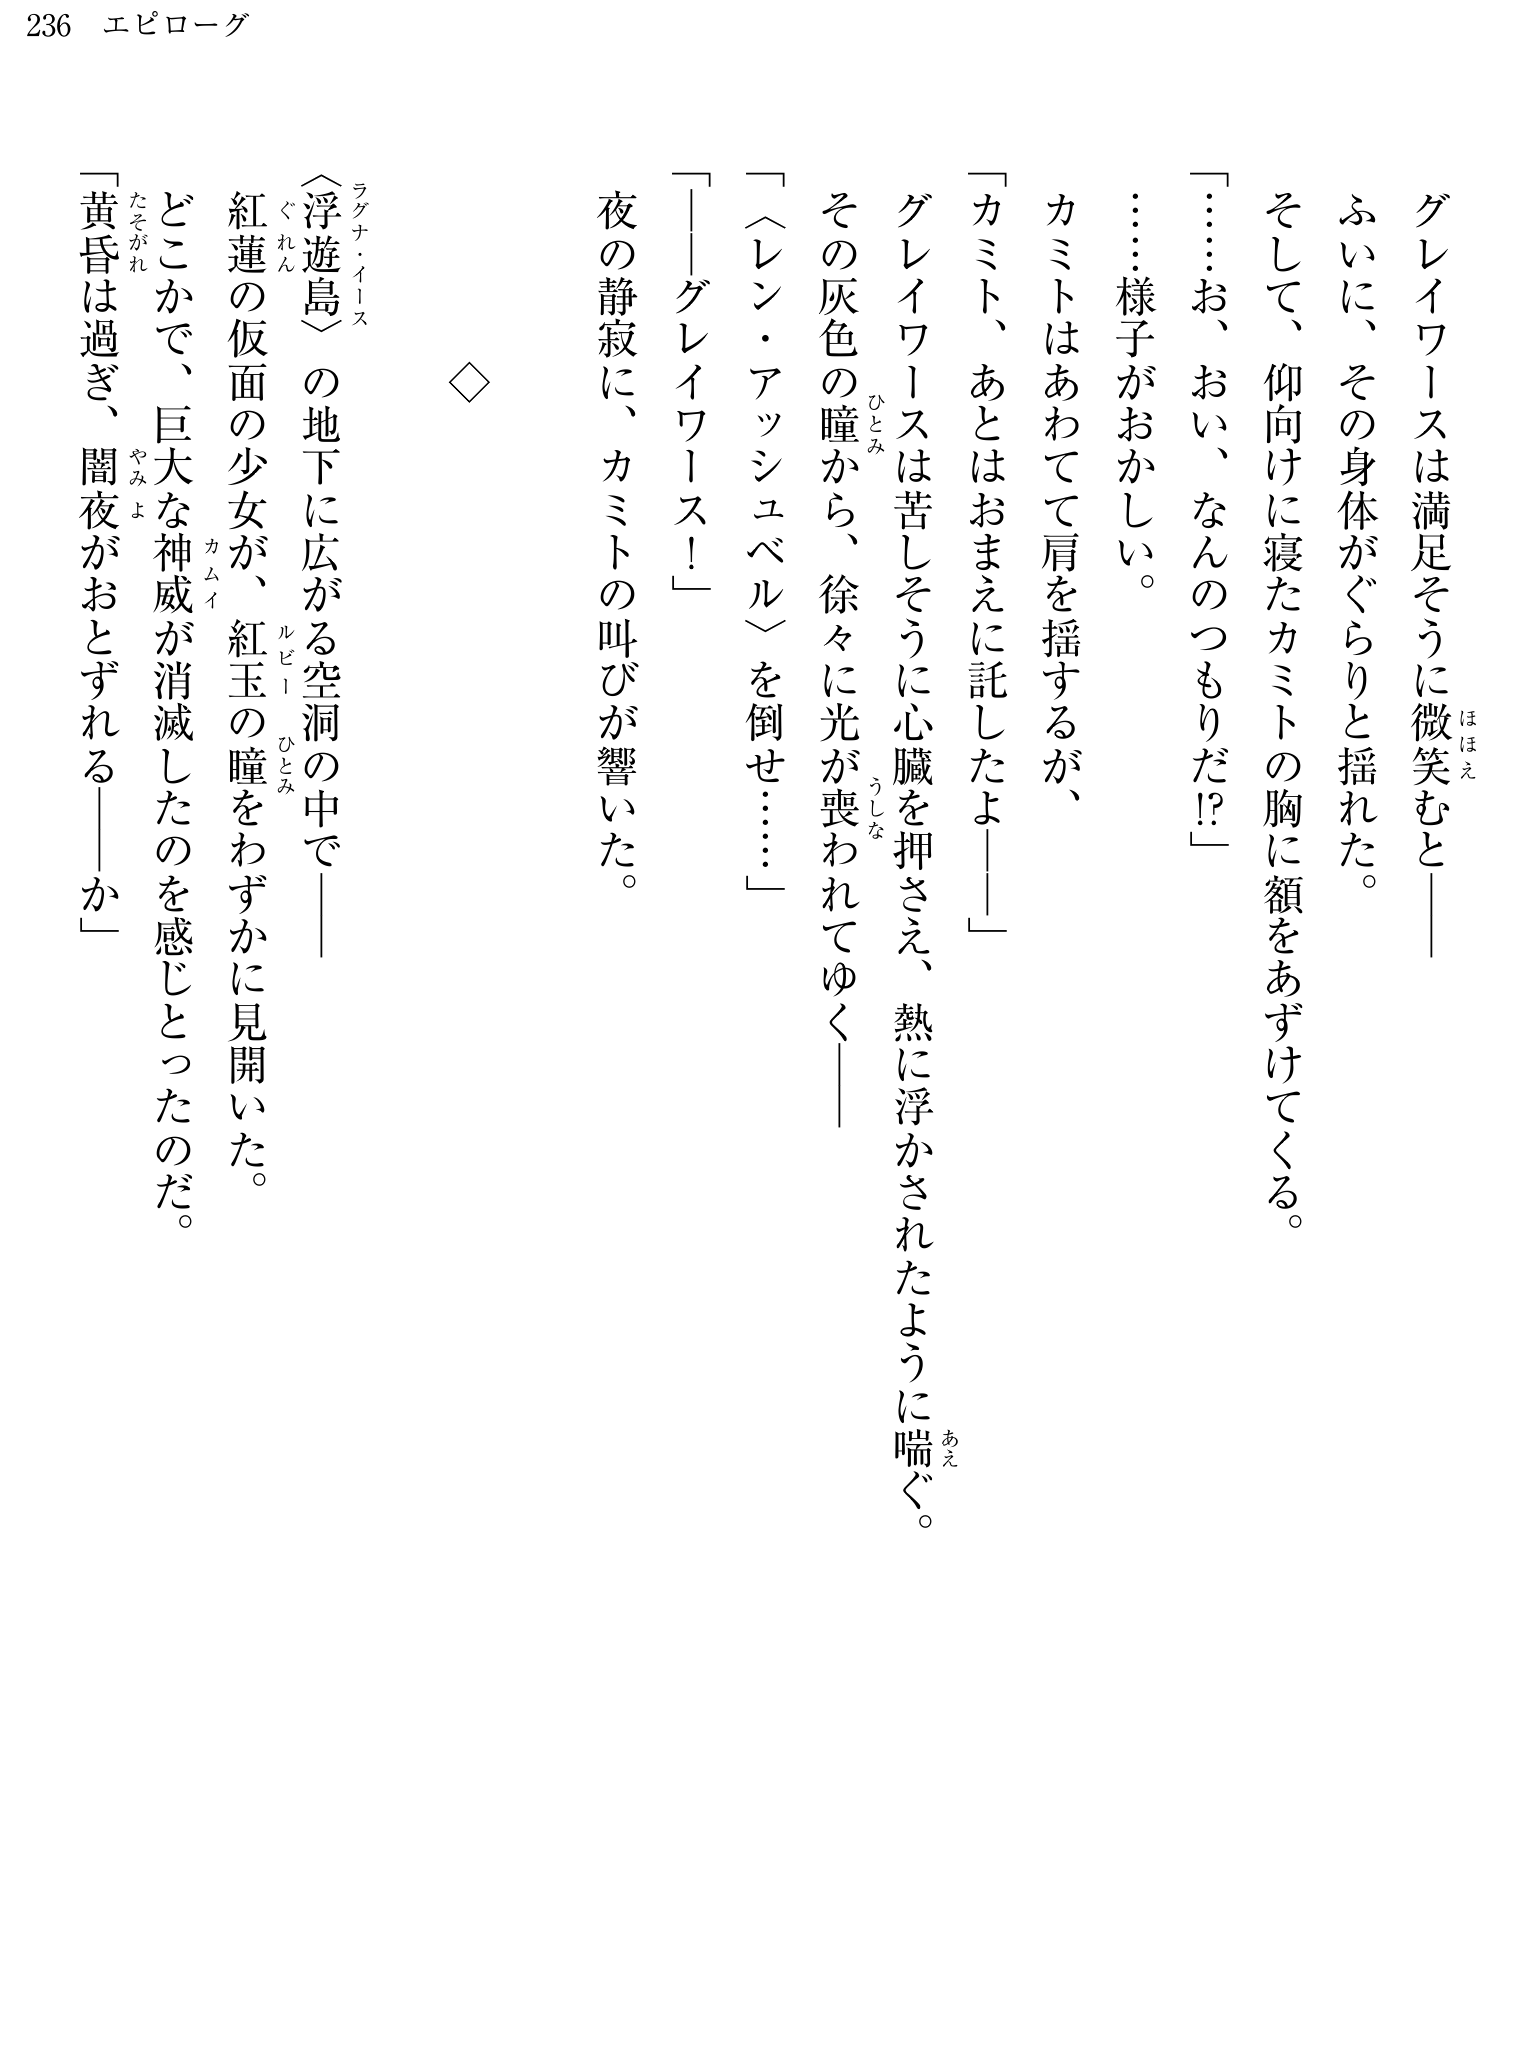 236 エピローグ
グレイワースは満足そうに微笑むと――
ふいに、その身体がぐらりと揺れた。
そして、仰向けに寝たカミトの胸に額をあずけてくる。
「……お、おい、なんのつもりだ!?」
……様子がおかしい。
カミトはあわてて肩を揺するが、
「カミト、あとはおまえに託したよ――」
グレイワースは苦しそうに心臓を押さえ、熱に浮かされたように喘ぐ。
その灰色の瞳から、徐々に光が喪われてゆく――
「〈レン・アッシュベル〉を倒せ……」
「――グレイワース！」
夜の静寂に、カミトの叫びが響いた。
◇
〈浮遊島〉の地下に広がる空洞の中で――
紅蓮の仮面の少女が、紅玉の瞳をわずかに見開いた。
どこかで、巨大な神威が消滅したのを感じとったのだ。
「黄昏は過ぎ、闇夜がおとずれる――か」